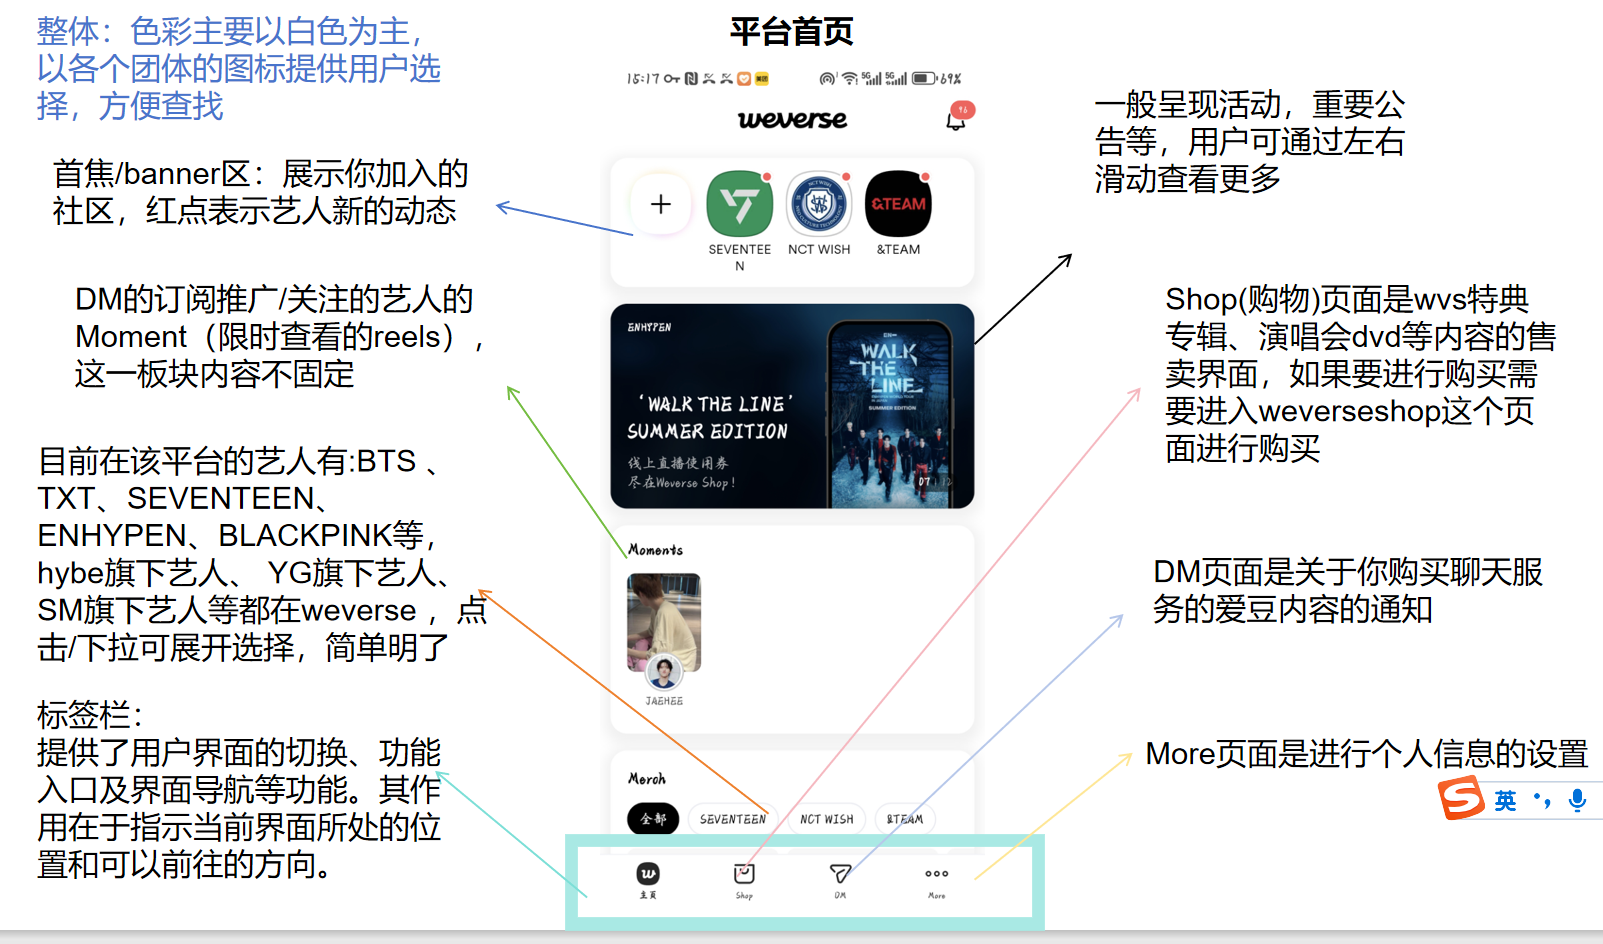 平台首页
整体：色彩主要以白色为主，
以各个团体的图标提供用户选
择，方便查找
首焦/banner区：展示你加入的
社区，红点表示艺人新的动态
DM的订阅推广/关注的艺人的
Moment（限时查看的reels），
这一板块内容不固定
目前在该平台的艺人有:BTS 、
TXT、SEVENTEEN、
ENHYPEN、BLACKPINK等，
hybe旗下艺人、 YG旗下艺人、
SM旗下艺人等都在weverse ，点
击/下拉可展开选择，简单明了
标签栏：
提供了用户界面的切换、功能
入口及界面导航等功能。其作
用在于指示当前界面所处的位
置和可以前往的方向。
15:17
5G
5G
69%
weverse
96
+
SEVENTEE
N
NCT WISH
NCT WISH
&TEAM
&TEAM
ENHYPEN
‘WALK THE LINE’
SUMMER EDITION
线上直播使用券
尽在Weverse Shop！
WALK
THE
LINE
SUMMER EDITION
07 | 12
Moments
JAEHEE
Merch
全部
SEVENTEEN
NCT WISH
&TEAM
w
主页
Shop
DM
More
一般呈现活动，重要公
告等，用户可通过左右
滑动查看更多
Shop(购物)页面是wvs特典
专辑、演唱会dvd等内容的售
卖界面，如果要进行购买需
要进入weverseshop这个页
面进行购买
DM页面是关于你购买聊天服
务的爱豆内容的通知
More页面是进行个人信息的设置
英